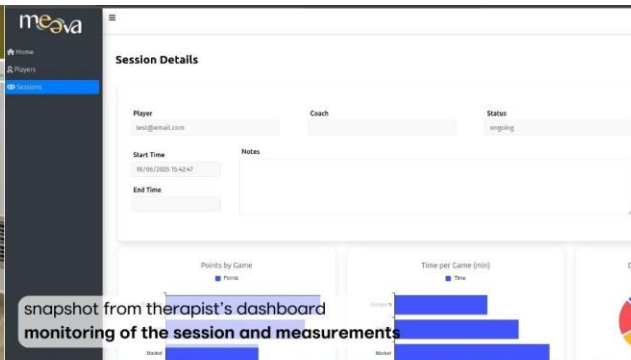 meeva
Home
Players
Sessions
Session Details
Player
Coach
Status
test@email.com
ongoing
Start Time
Notes
18/06/2025 15:42:47
End Time
Points by Game
Points
Time per Game (min)
Time
snapshot from therapist's dashboard
monitoring of the session and measurements
Market
Market